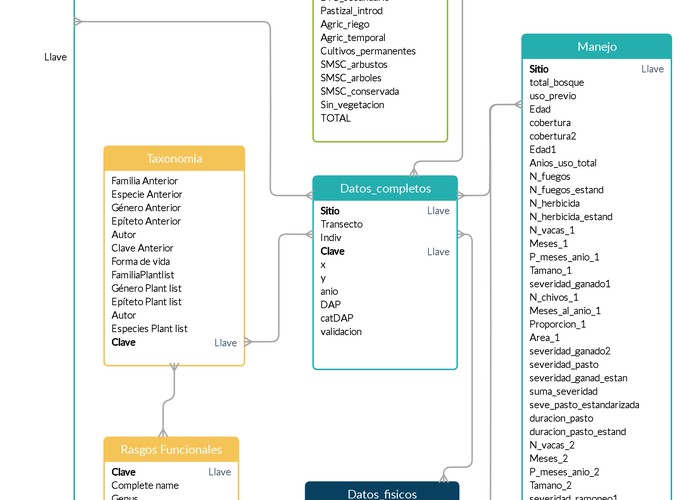 Llave
Pastizal_introd
Agric_riego
Agric_temporal
Cultivos_permanentes
SMSC_arbustos
SMSC_arboles
SMSC_conservada
Sin_vegetacion
TOTAL
Taxonomia
Familia Anterior
Especie Anterior
Género Anterior
Epíteto Anterior
Autor
Clave Anterior
Forma de vida
FamiliaPlantlist
Género Plant list
Epíteto Plant list
Autor
Especies Plant list
Clave Llave
Rasgos Funcionales
Clave Llave
Complete name
Genus
Datos_completos
Sitio Llave
Transecto
Indiv
Clave Llave
x
y
anio
DAP
catDAP
validacion
Datos_fisicos
Manejo
Sitio Llave
total_bosque
uso_previo
Edad
cobertura
cobertura2
Edad1
Anios_uso_total
N_fuegos
N_fuegos_estand
N_herbicida
N_herbicida_estand
N_vacas_1
Meses_1
P_meses_anio_1
Tamano_1
severidad_ganado1
N_chivos_1
Meses_al_anio_1
Proporcion_1
Area_1
severidad_ganado2
severidad_pasto
severidad_ganad_estan
suma_severidad
seve_pasto_estandarizada
duracion_pasto
duracion_pasto_estand
N_vacas_2
Meses_2
P_meses_anio_2
Tamano_2
severidad_ramoneo1